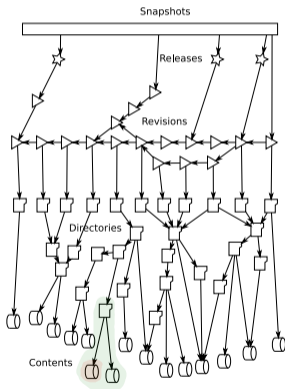 Snapshots
Releases
Revisions
Directories
Contents